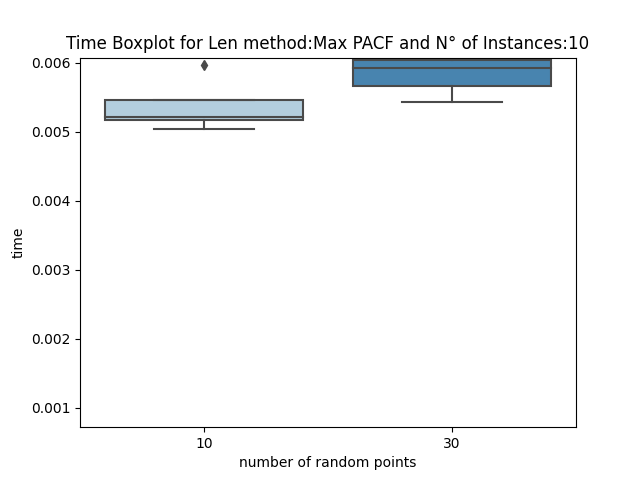 Time Boxplot for Len method:Max PACF and N° of Instances:10
0.006
0.005
0.004
0.003
0.002
0.001
time
10
30
number of random points